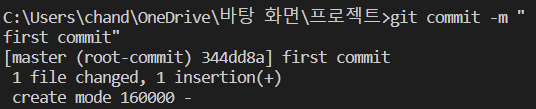 C:\Users\chand\OneDrive\바탕 화면\프로젝트>git commit -m "
first commit"
[master (root-commit) 344dd8a] first commit
 1 file changed, 1 insertion(+)
 create mode 160000 -